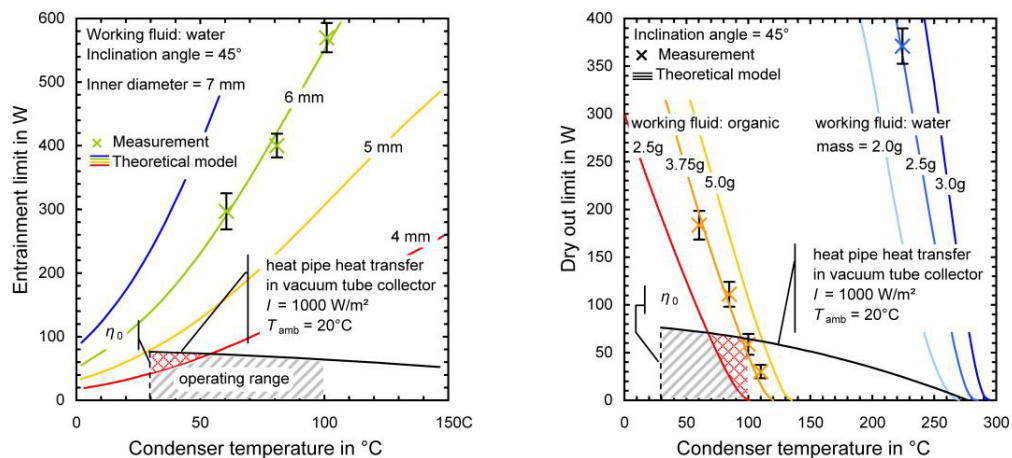 Entrainment limit in W
600
500
400
300
200
100
0
Working fluid: water
Inclination angle = 45°
Inner diameter = 7 mm
6 mm
5 mm
4 mm
Measurement
Theoretical model
heat pipe heat transfer
in vacuum tube collector
I = 1000 W/m²
T amb = 20°C
η 0
operating range
0 50 100 150C
Condenser temperature in °C
Dry out limit in W
400
350
300
250
200
150
100
50
0
Inclination angle = 45°
Measurement
Theoretical model
working fluid: organic
2.5g
3.75g
5.0g
working fluid: water
mass = 2.0g
2.5g
3.0g
heat pipe heat transfer
in vacuum tube collector
I = 1000 W/m²
T amb = 20°C
η 0
0 50 100 150 200 250 300
Condenser temperature in °C